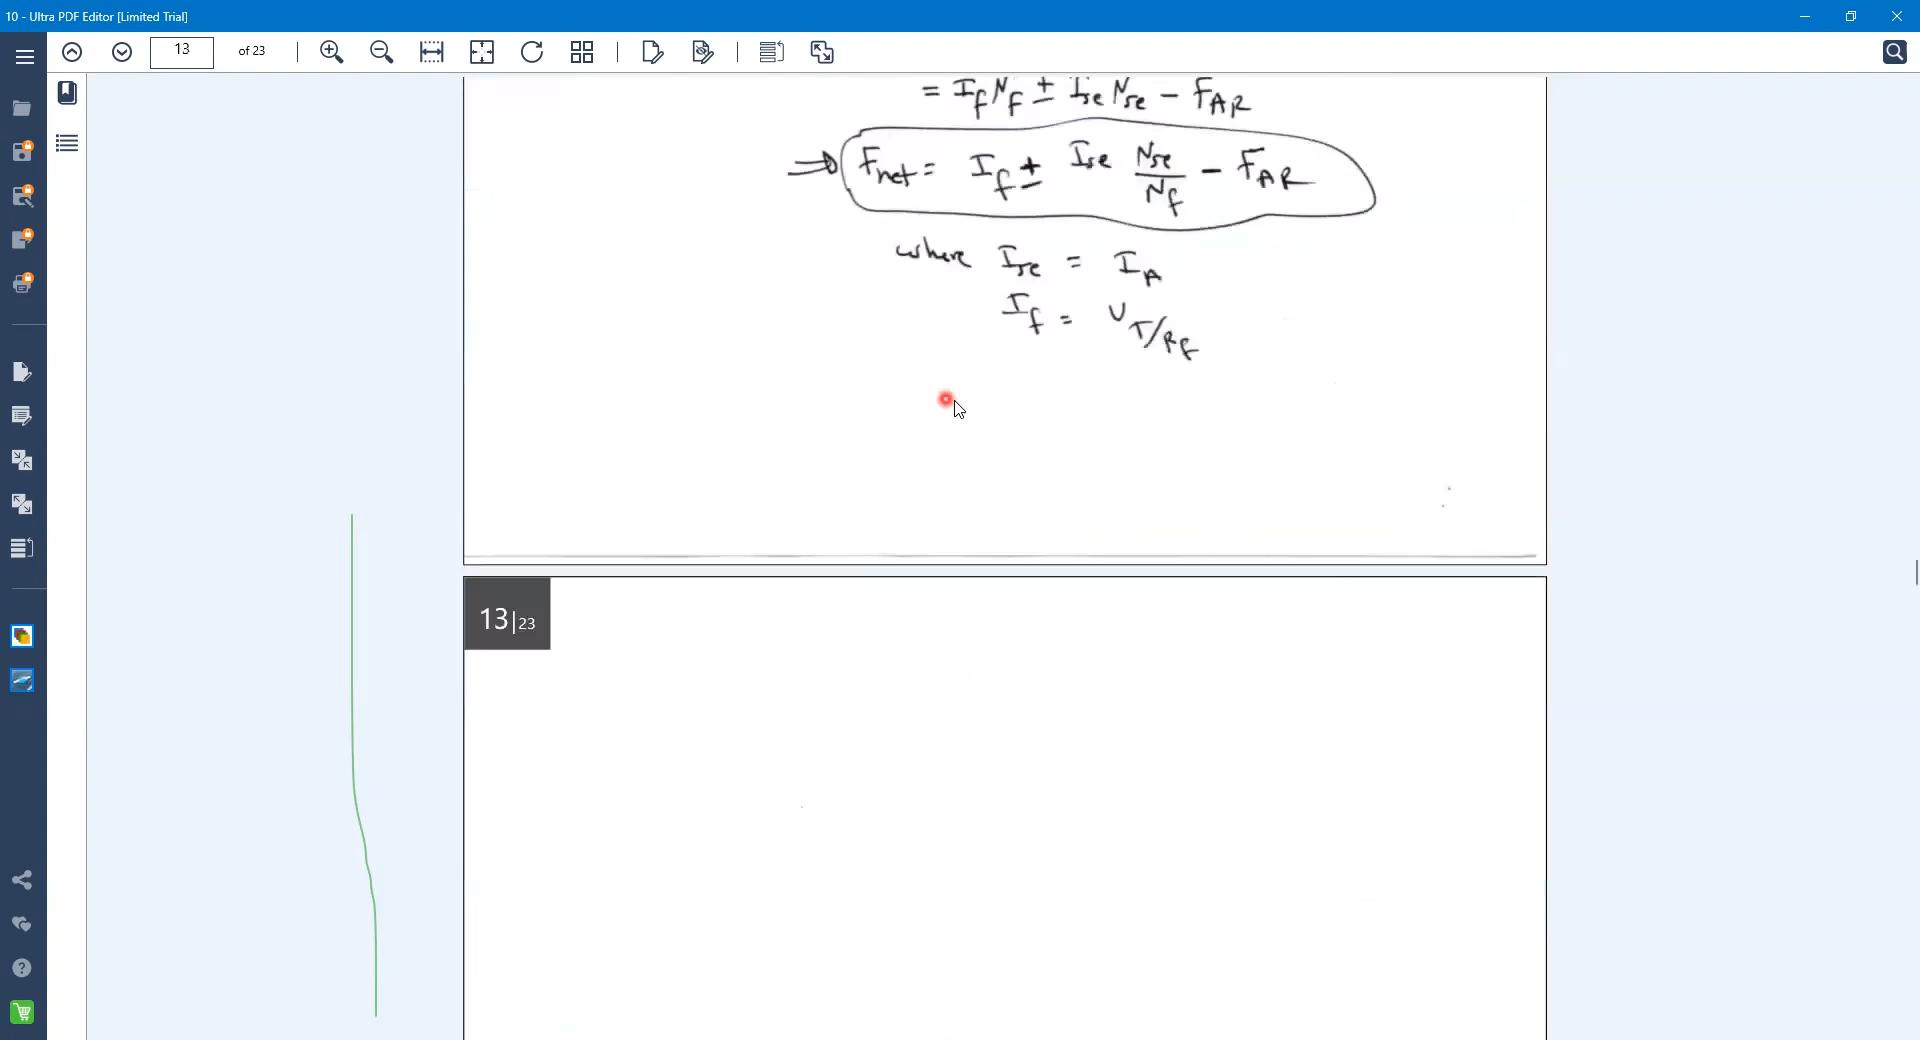 10 - Ultra PDF Editor [Limited Trial]
13 of 23
= I_f N_f ± I_se N_se - F_AR
⇒ F_net = I_f ± I_se N_se/N_f - F_AR
where I_se = I_A
I_f = V_T/R_f
13|23